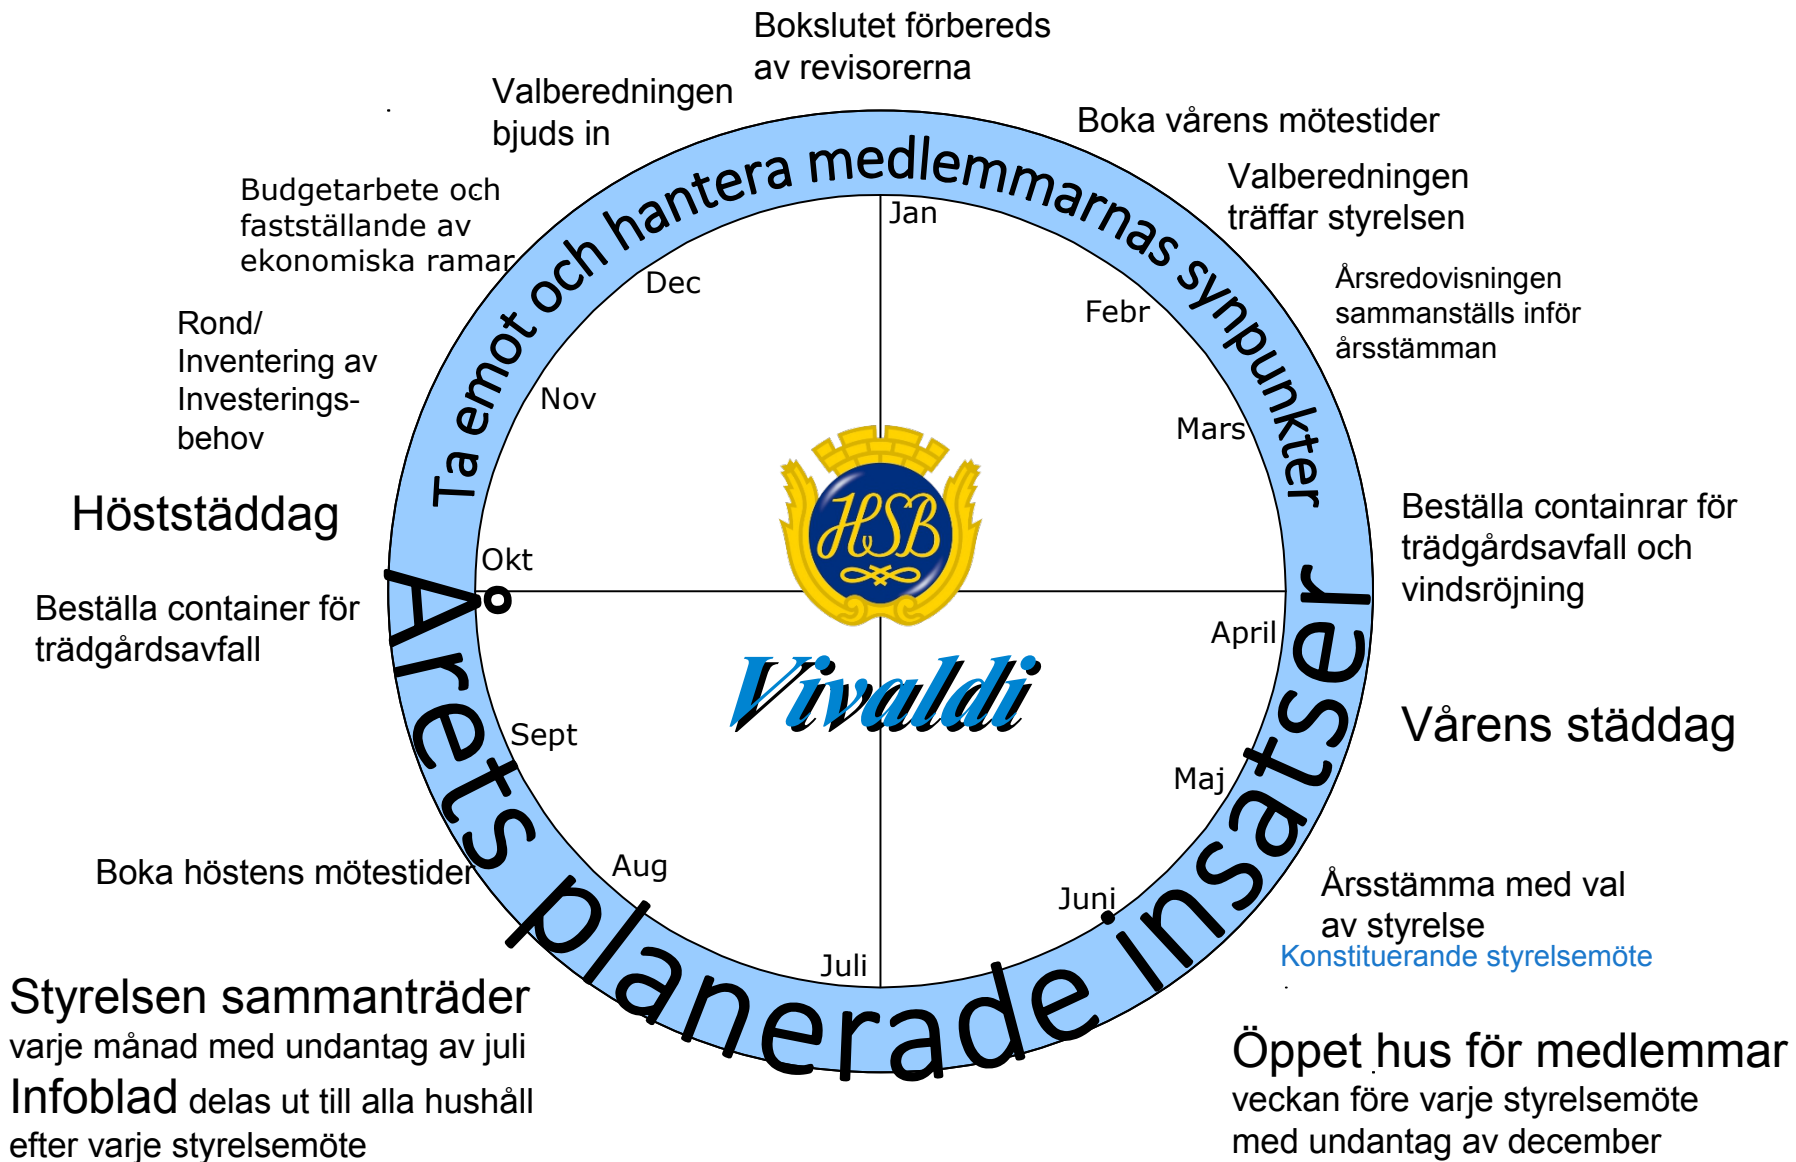 Bokslutet förbereds
av revisorerna
Valberedningen
bjuds in
Boka vårens mötestider
Budgetarbete och
fastställande av
ekonomiska ramar
Valberedningen
träffar styrelsen
Rond/
Inventering av
Investerings-
behov
Årsredovisningen
sammanställs inför
årsstämman
Höststäddag
Beställa containrar för
trädgårdsavfall och
vindsröjning
Beställa container för
trädgårdsavfall
Vårens städdag
Boka höstens mötestider
Årsstämma med val
av styrelse
Konstituerande styrelsemöte
Styrelsen sammanträder
varje månad med undantag av juli
Infoblad delas ut till alla hushåll
efter varje styrelsemöte
Öppet hus för medlemmar
veckan före varje styrelsemöte
med undantag av december
Ta emot och hantera medlemmarnas synpunkter
Årets planerade insatser
Jan
Febr
Mars
April
Maj
Juni
Juli
Aug
Sept
Okt
Nov
Dec
HSB
Vivaldi